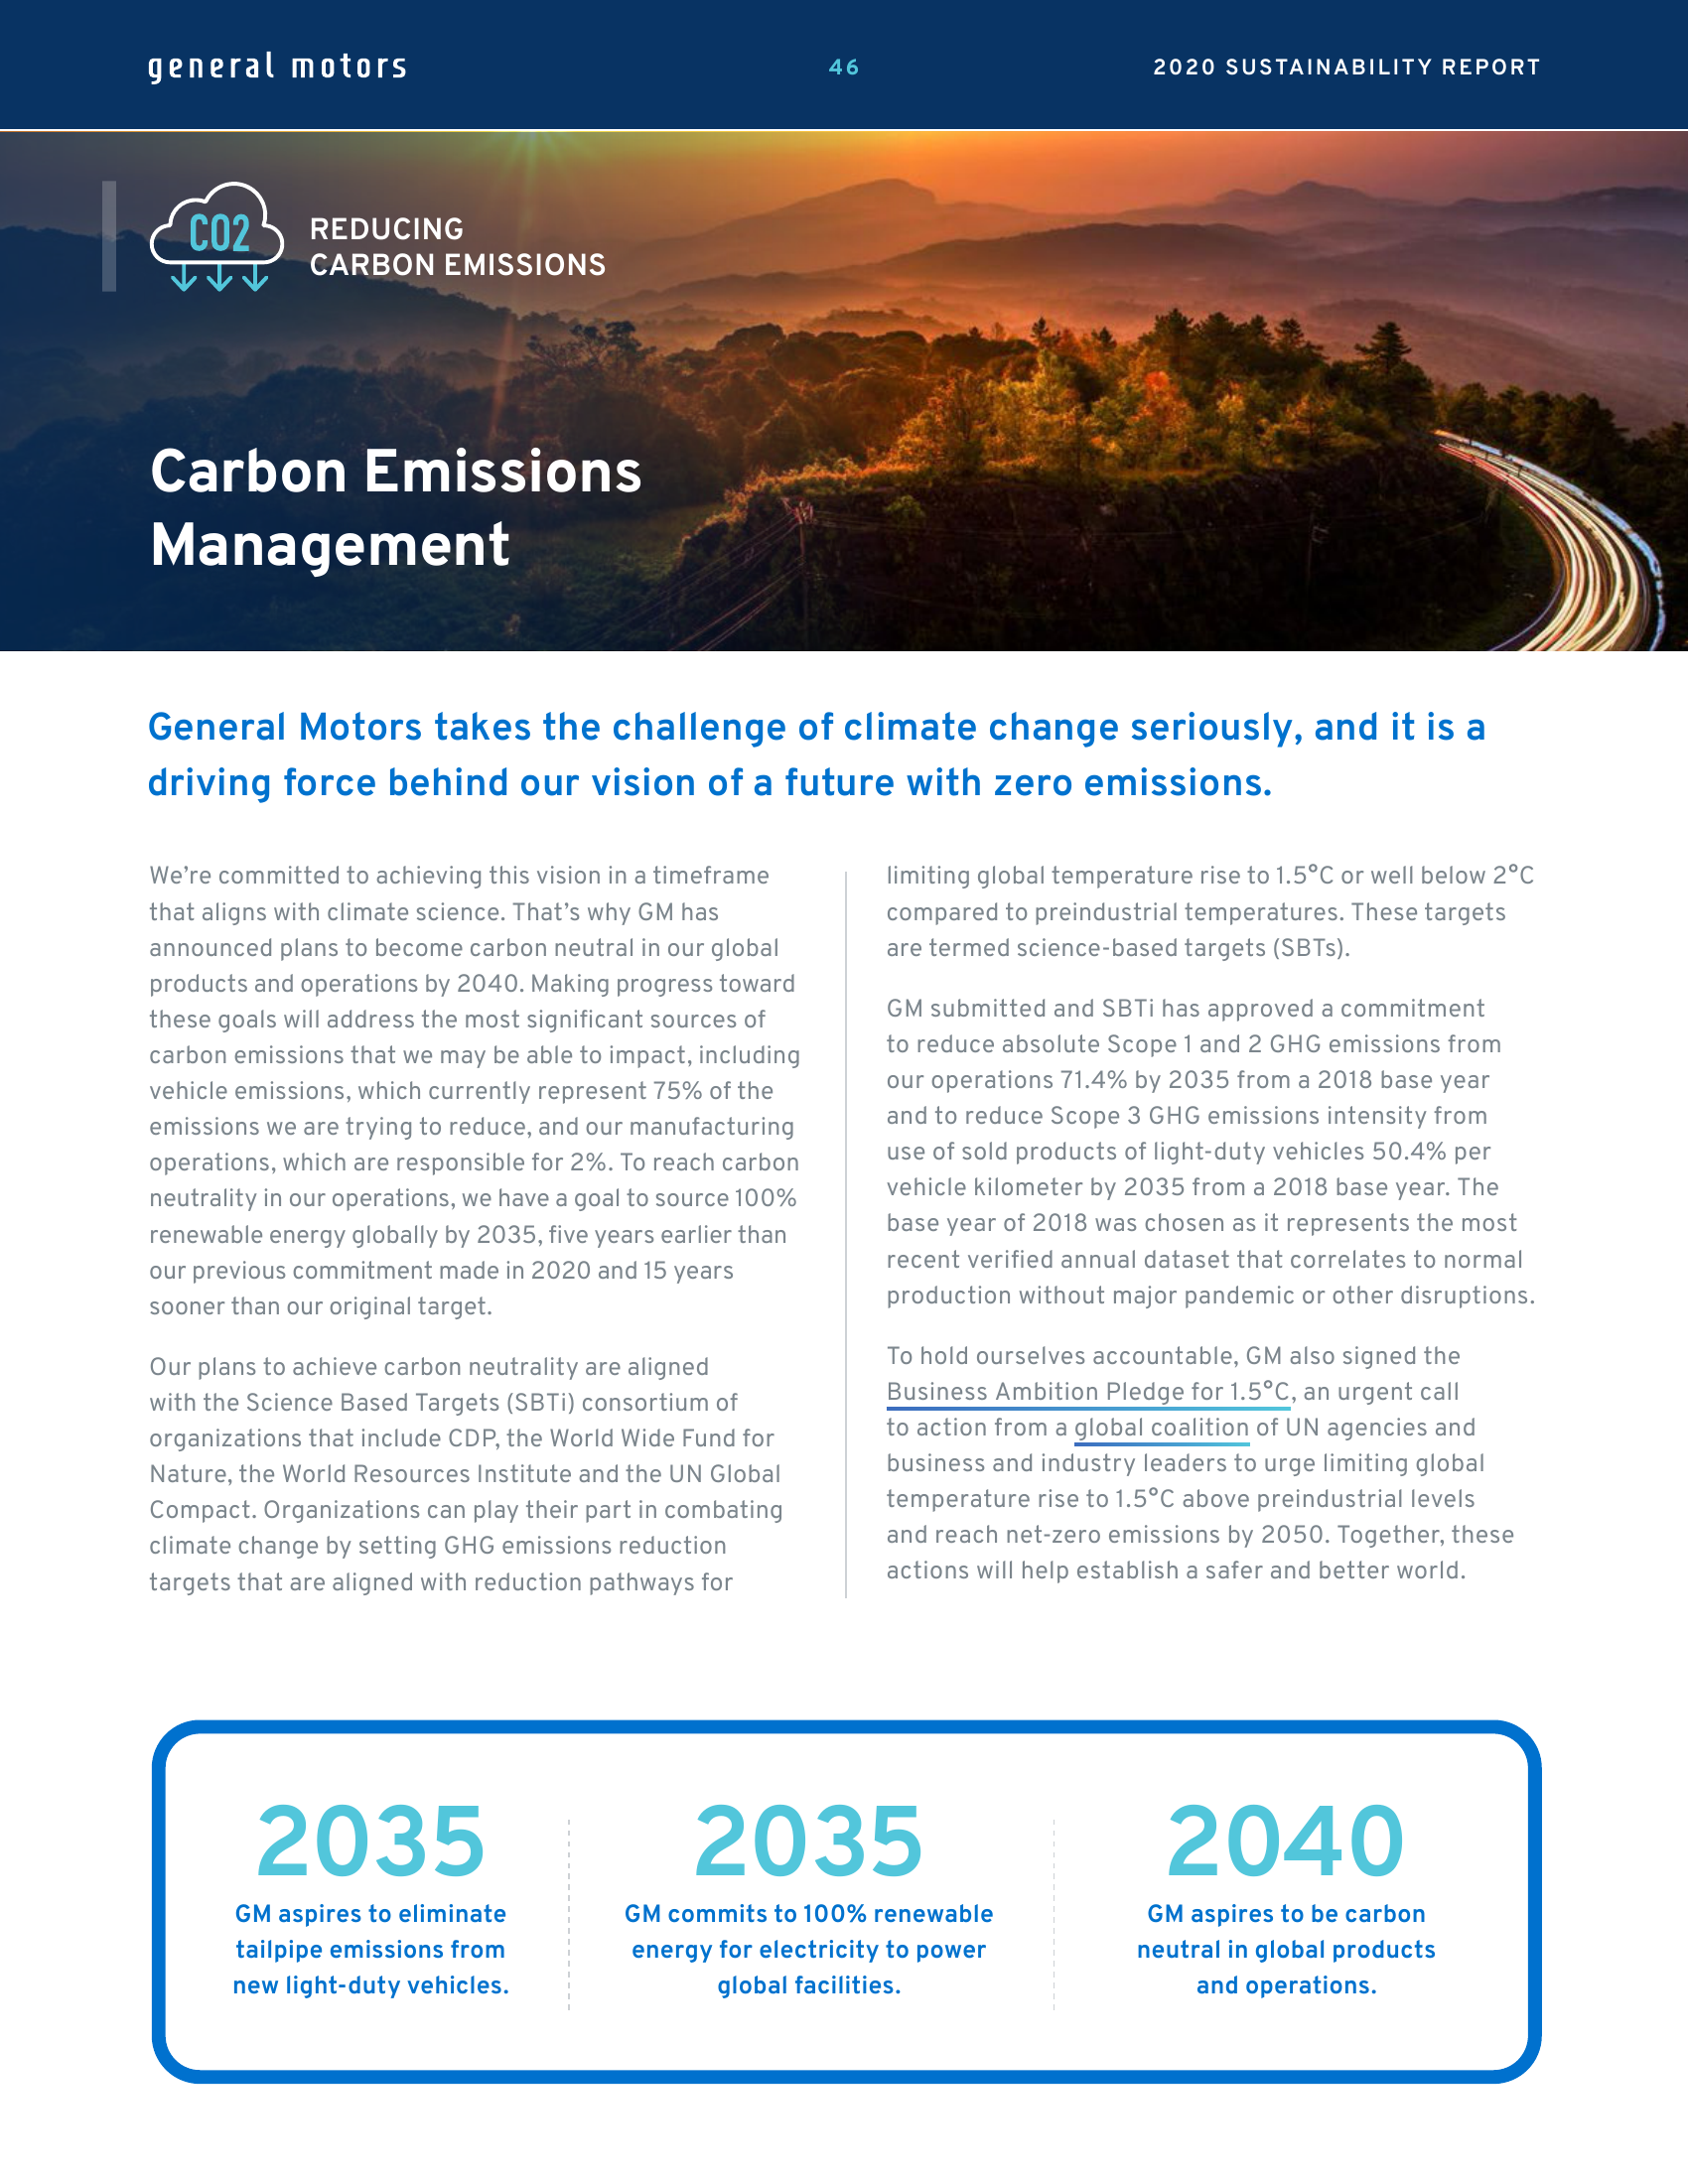 general motors
46
2020 SUSTAINABILITY REPORT
CO2
REDUCING
CARBON EMISSIONS
Carbon Emissions
Management
General Motors takes the challenge of climate change seriously, and it is a
driving force behind our vision of a future with zero emissions.
We’re committed to achieving this vision in a timeframe
that aligns with climate science. That’s why GM has
announced plans to become carbon neutral in our global
products and operations by 2040. Making progress toward
these goals will address the most significant sources of
carbon emissions that we may be able to impact, including
vehicle emissions, which currently represent 75% of the
emissions we are trying to reduce, and our manufacturing
operations, which are responsible for 2%. To reach carbon
neutrality in our operations, we have a goal to source 100%
renewable energy globally by 2035, five years earlier than
our previous commitment made in 2020 and 15 years
sooner than our original target.
Our plans to achieve carbon neutrality are aligned
with the Science Based Targets (SBTi) consortium of
organizations that include CDP, the World Wide Fund for
Nature, the World Resources Institute and the UN Global
Compact. Organizations can play their part in combating
climate change by setting GHG emissions reduction
targets that are aligned with reduction pathways for
limiting global temperature rise to 1.5°C or well below 2°C
compared to preindustrial temperatures. These targets
are termed science-based targets (SBTs).
GM submitted and SBTi has approved a commitment
to reduce absolute Scope 1 and 2 GHG emissions from
our operations 71.4% by 2035 from a 2018 base year
and to reduce Scope 3 GHG emissions intensity from
use of sold products of light-duty vehicles 50.4% per
vehicle kilometer by 2035 from a 2018 base year. The
base year of 2018 was chosen as it represents the most
recent verified annual dataset that correlates to normal
production without major pandemic or other disruptions.
To hold ourselves accountable, GM also signed the
Business Ambition Pledge for 1.5°C, an urgent call
to action from a global coalition of UN agencies and
business and industry leaders to urge limiting global
temperature rise to 1.5°C above preindustrial levels
and reach net-zero emissions by 2050. Together, these
actions will help establish a safer and better world.
2035
GM aspires to eliminate
tailpipe emissions from
new light-duty vehicles.
2035
GM commits to 100% renewable
energy for electricity to power
global facilities.
2040
GM aspires to be carbon
neutral in global products
and operations.